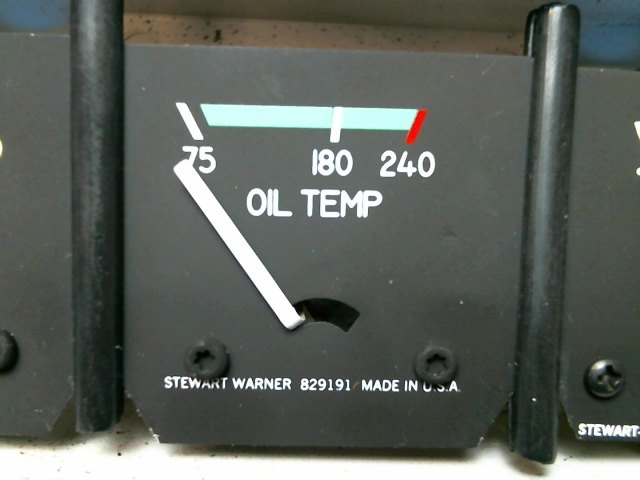 75 180 240
OIL TEMP
STEWART WARNER 829191 MADE IN U.S.A.
STEWART-